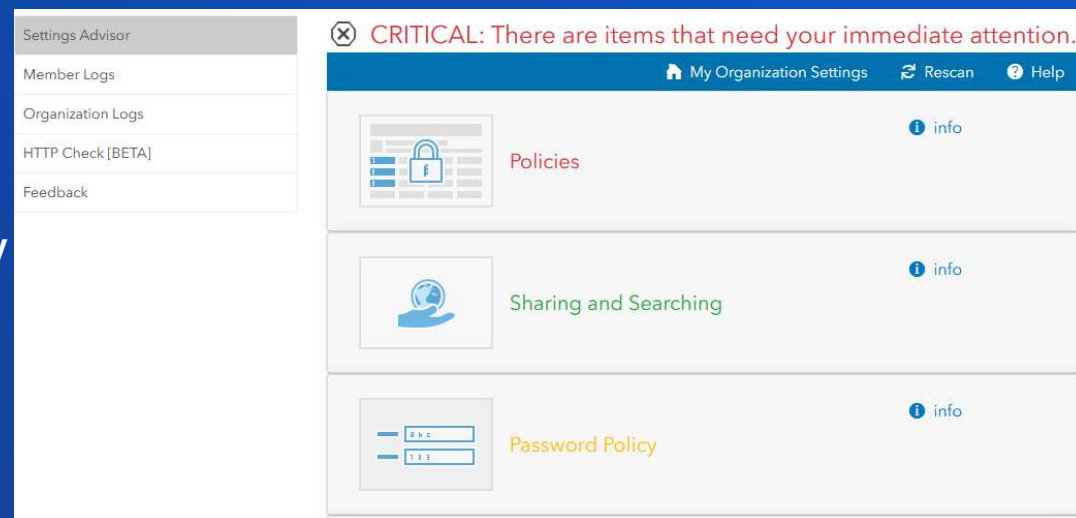 Settings Advisor
Member Logs
Organization Logs
HTTP Check [BETA]
Feedback
CRITICAL: There are items that need your immediate attention.
My Organization Settings Rescan Help
Policies
info
Sharing and Searching
info
Password Policy
info